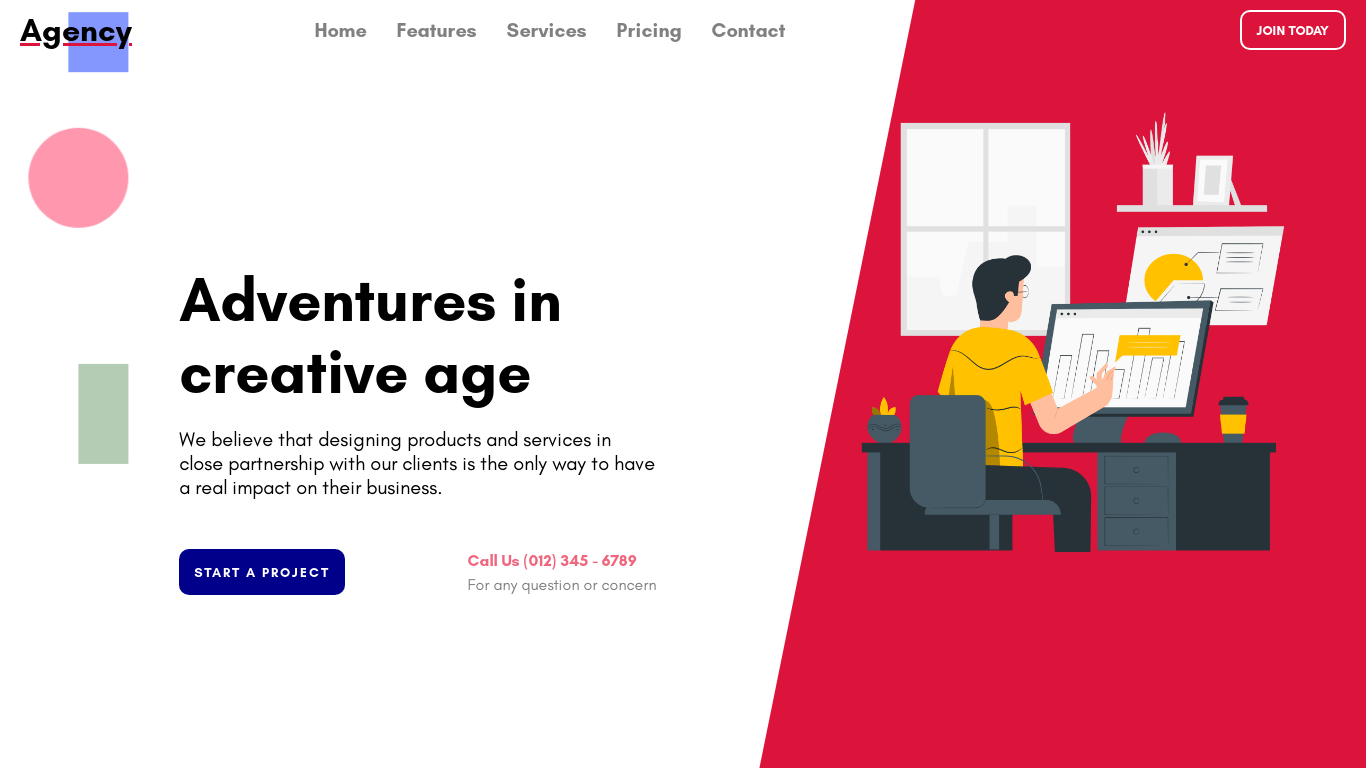 Agency
Home
Features
Services
Pricing
Contact
JOIN TODAY
Adventures in
creative age
We believe that designing products and services in
close partnership with our clients is the only way to have
a real impact on their business.
START A PROJECT
Call Us (012) 345 - 6789
For any question or concern